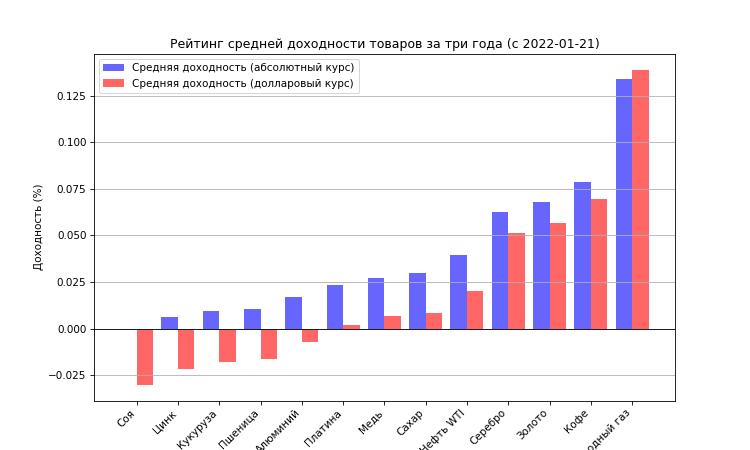 Рейтинг средней доходности товаров за три года (с 2022-01-21)
Средняя доходность (абсолютный курс)
Средняя доходность (долларовый курс)
Доходность (%)
0.125
0.100
0.075
0.050
0.025
0.000
−0.025
Соя
Цинк
Кукуруза
Пшеница
Алюминий
Платина
Медь
Сахар
Нефть WTI
Серебро
Золото
Кофе
газ